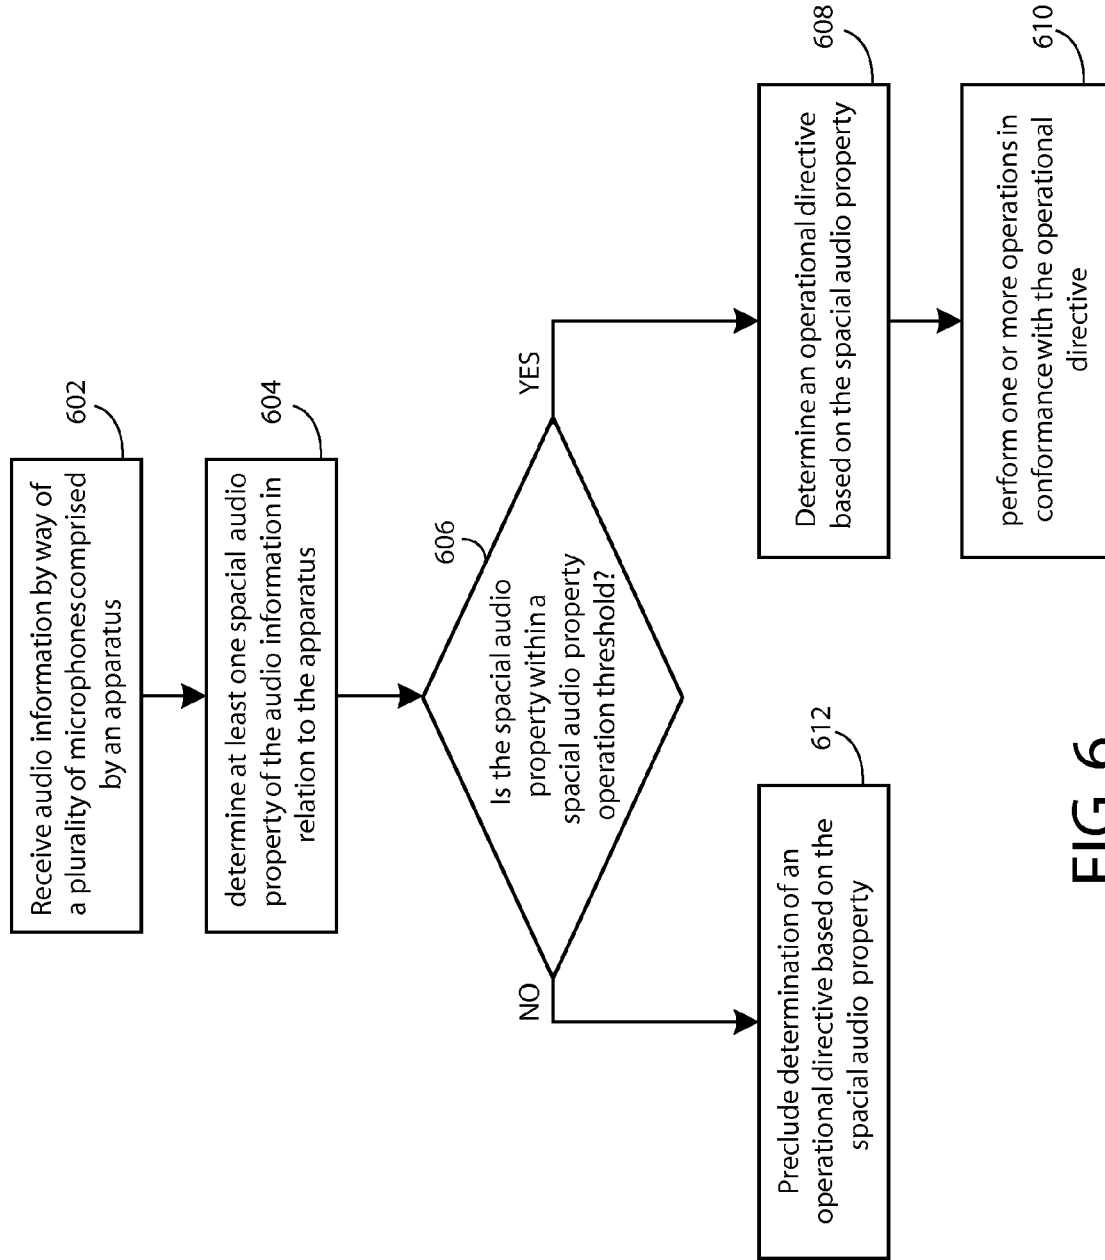 602
Receive audio information by way of
a plurality of microphonescomprised
by an apparatus
604
determine at least one spacial audio
property of the audio information in
relation to the apparatus
606
Is the spacial audio
property within a
spacial audio property
operation threshold?
NO
YES
612
Preclude determination of an
operational directive based on the
spacial audio property
608
Determine an operational directive
based on the spacial audio property
610
perform one or more operations in
conformance with the operational
directive
FIG 6